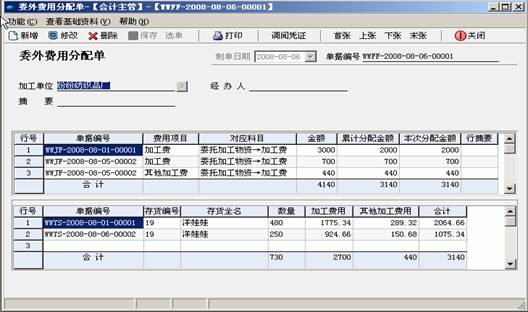 委外费用分配单-【会计主管】-【WWFF-2008-08-06-00001】
功能(C) 查看基础资料(V) 帮助(H)
新增 修改 删除 保存 选单 打印 调阅凭证 首张 上张 下张 末张 关闭
委外费用分配单 制单日期 2008-08-06 单据编号 WWFF-2008-08-06-00001
加工单位 经 办 人
摘 要
行号 单据编号 费用项目 对应科目 金额 累计分配金额 本次分配金额 行摘要
1 WWJF-2008-08-01-00001 加工费 委托加工物资→加工费 3000 2000 2000
2 WWJF-2008-08-05-00002 加工费 委托加工物资→加工费 700 700 700
3 WWJF-2008-08-05-00002 其他加工费 委托加工物资→加工费 440 440 440
合 计 4140 3140 3140
行号 单据编号 存货编号 存货全名 数量 加工费用 其他加工费用 合计
1 WWYS-2008-08-01-00001 19 洋娃娃 480 1775.34 289.32 2064.66
2 WWYS-2008-08-06-00002 19 洋娃娃 250 924.66 150.68 1075.34
3
合 计 730 2700 440 3140